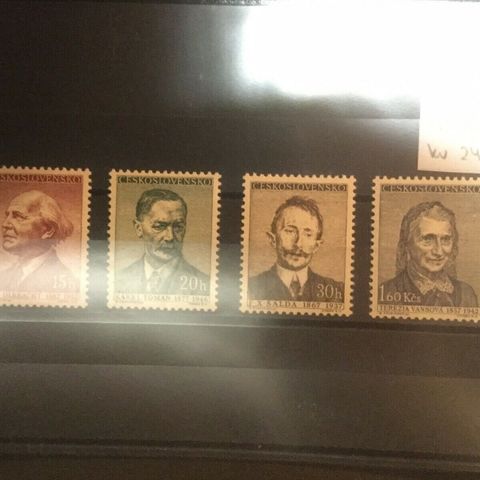 ČESKOSLOVENSKO
15h
ČESKOSLOVENSKO
20h
KAREL TOMAN 1877 1946
ČESKOSLOVENSKO
30h
F.X. ŠALDA 1867 1937
ČESKOSLOVENSKO
1,60 Kčs
TEREZIA VANSOVÁ 1857 1942